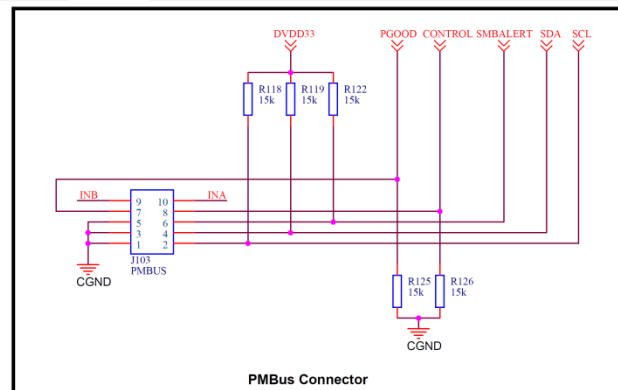 DVDD33 PGOOD CONTROL SMBALERT SDA SCL
R118 R119 R122
15k 15k 15k
INB 9 10 INA
7 8
5 6
3 4
1 2
J103
PMBUS
CGND
R125 R126
15k 15k
CGND
PMBus Connector